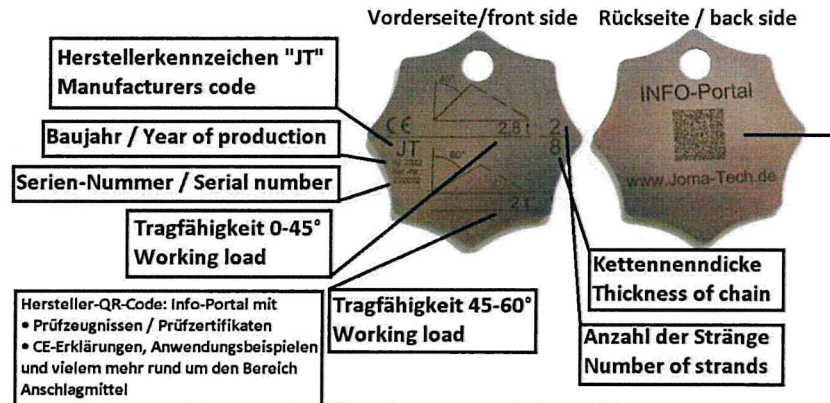 Vorderseite/front side
Rückseite / back side
Herstellerkennzeichen "JT"
Manufacturers code
Baujahr / Year of production
Serien-Nummer / Serial number
Tragfähigkeit 0-45°
Working load
Hersteller-QR-Code: Info-Portal mit
• Prüfzeugnissen / Prüfzertifikaten
• CE-Erklärungen, Anwendungsbeispielen
und vielem mehr rund um den Bereich
Anschlagmittel
Tragfähigkeit 45-60°
Working load
45°
CE
2,8 t
2
JT
8
60°
2 t
INFO-Portal
www.Joma-Tech.de
Kettennenndicke
Thickness of chain
Anzahl der Stränge
Number of strands